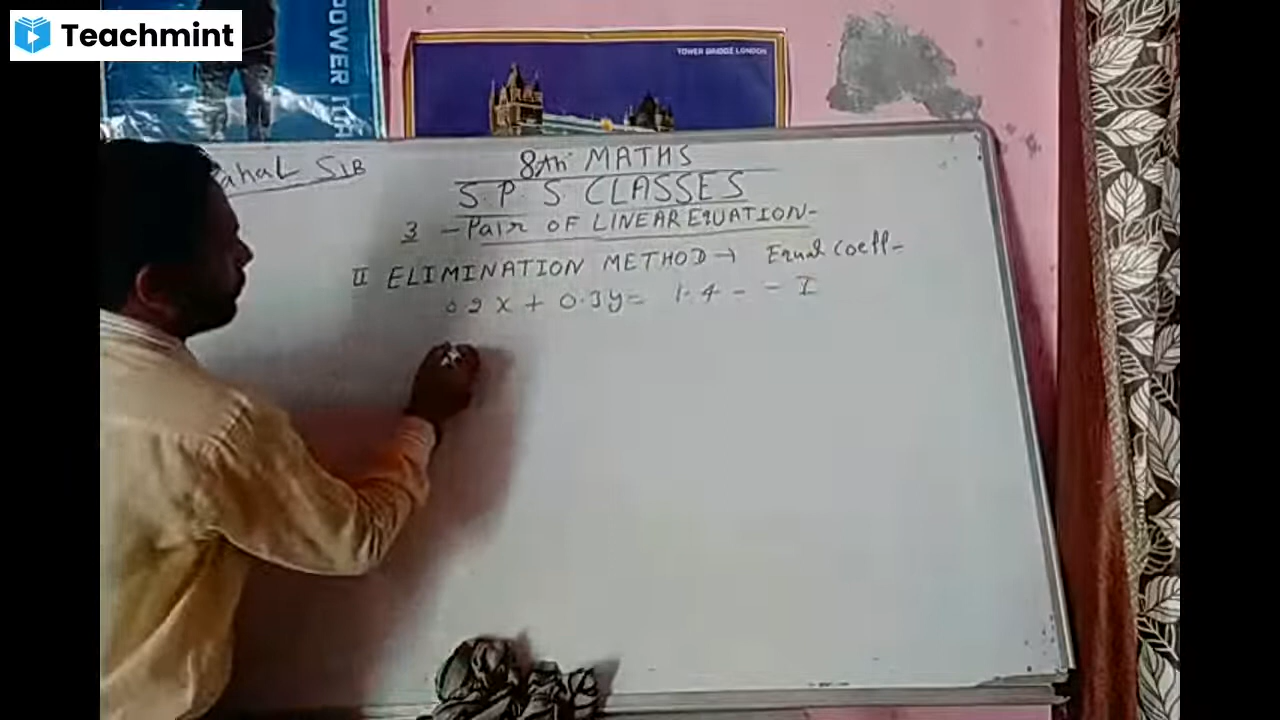 Teachmint
POWER
TOWER BRIDGE LONDON
ahaL SIR
8th MATHS
S.P.S. CLASSES
3 - Pair OF LINEAR EQUATION-
II ELIMINATION METHOD → Equal coeff-
0.2x + 0.3y = 1.4 - - I